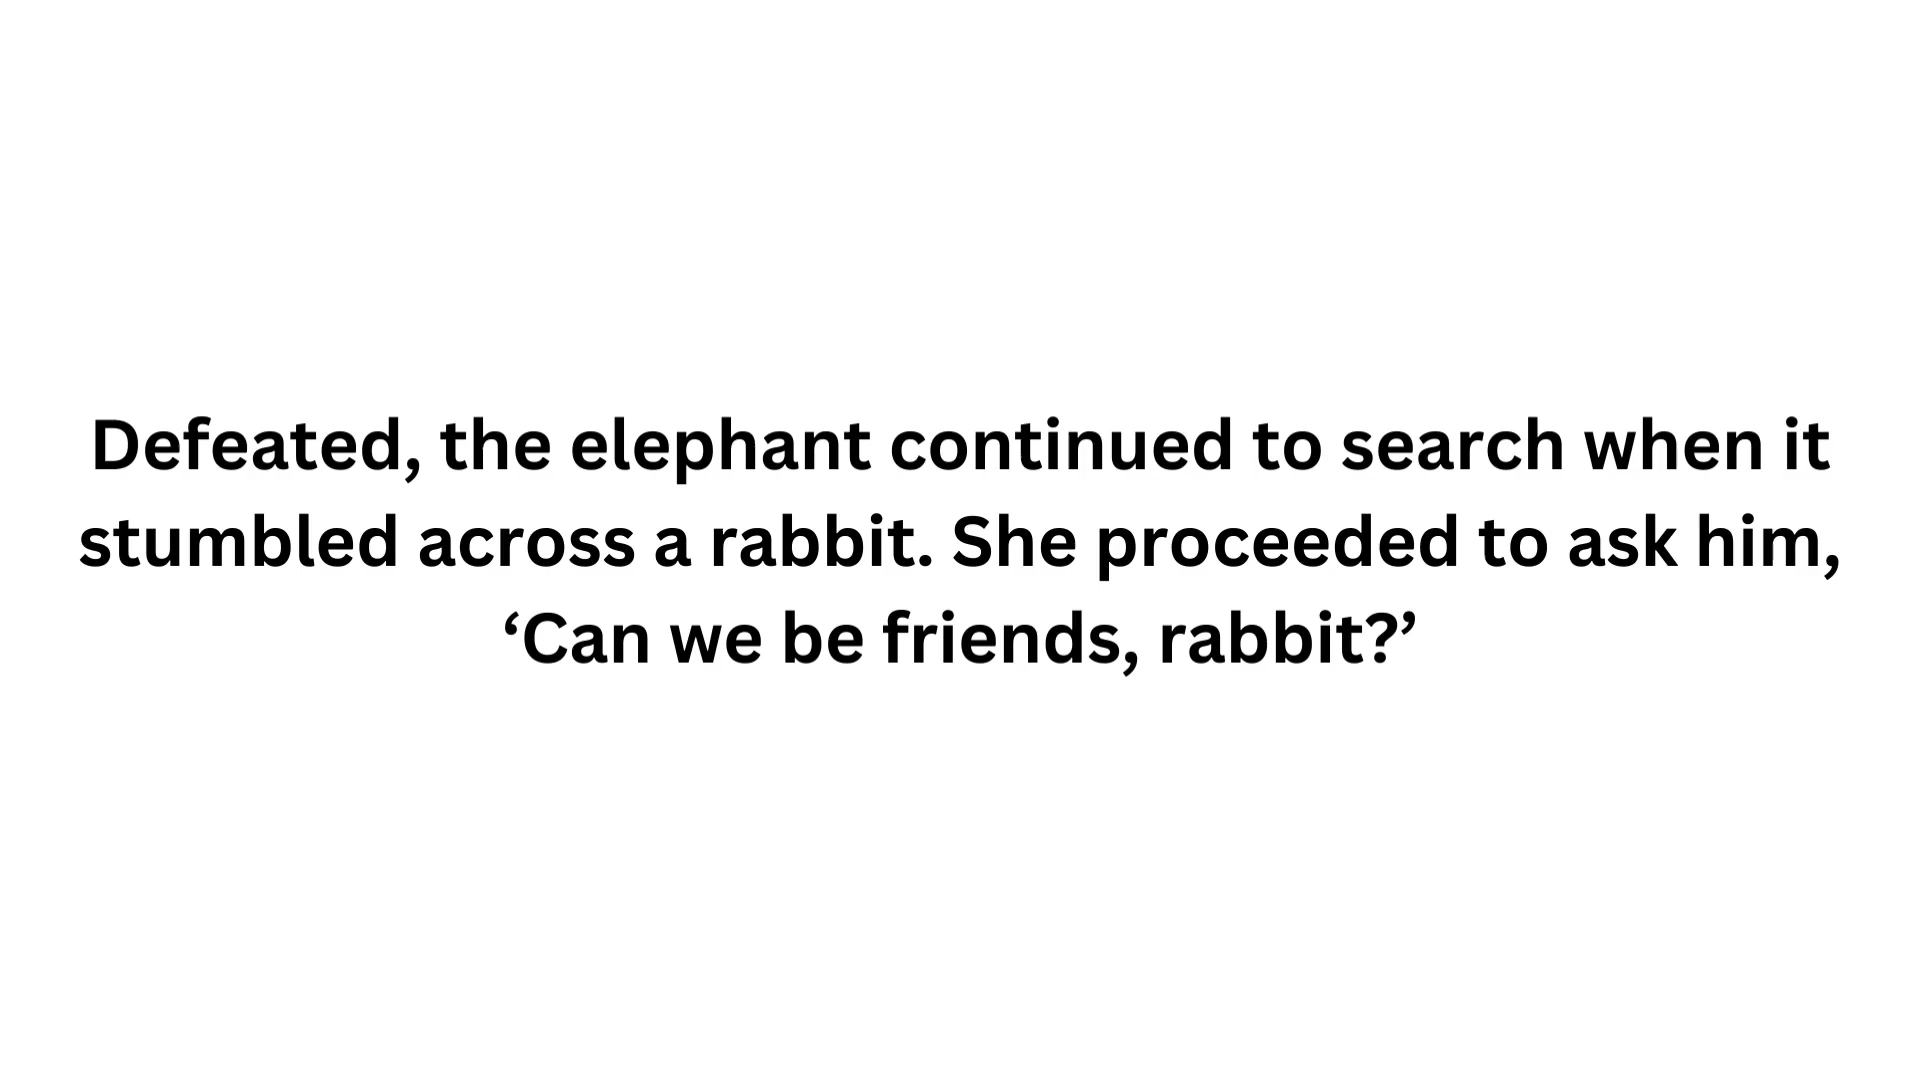 Defeated, the elephant continued to search when it
stumbled across a rabbit. She proceeded to ask him,
‘Can we be friends, rabbit?’